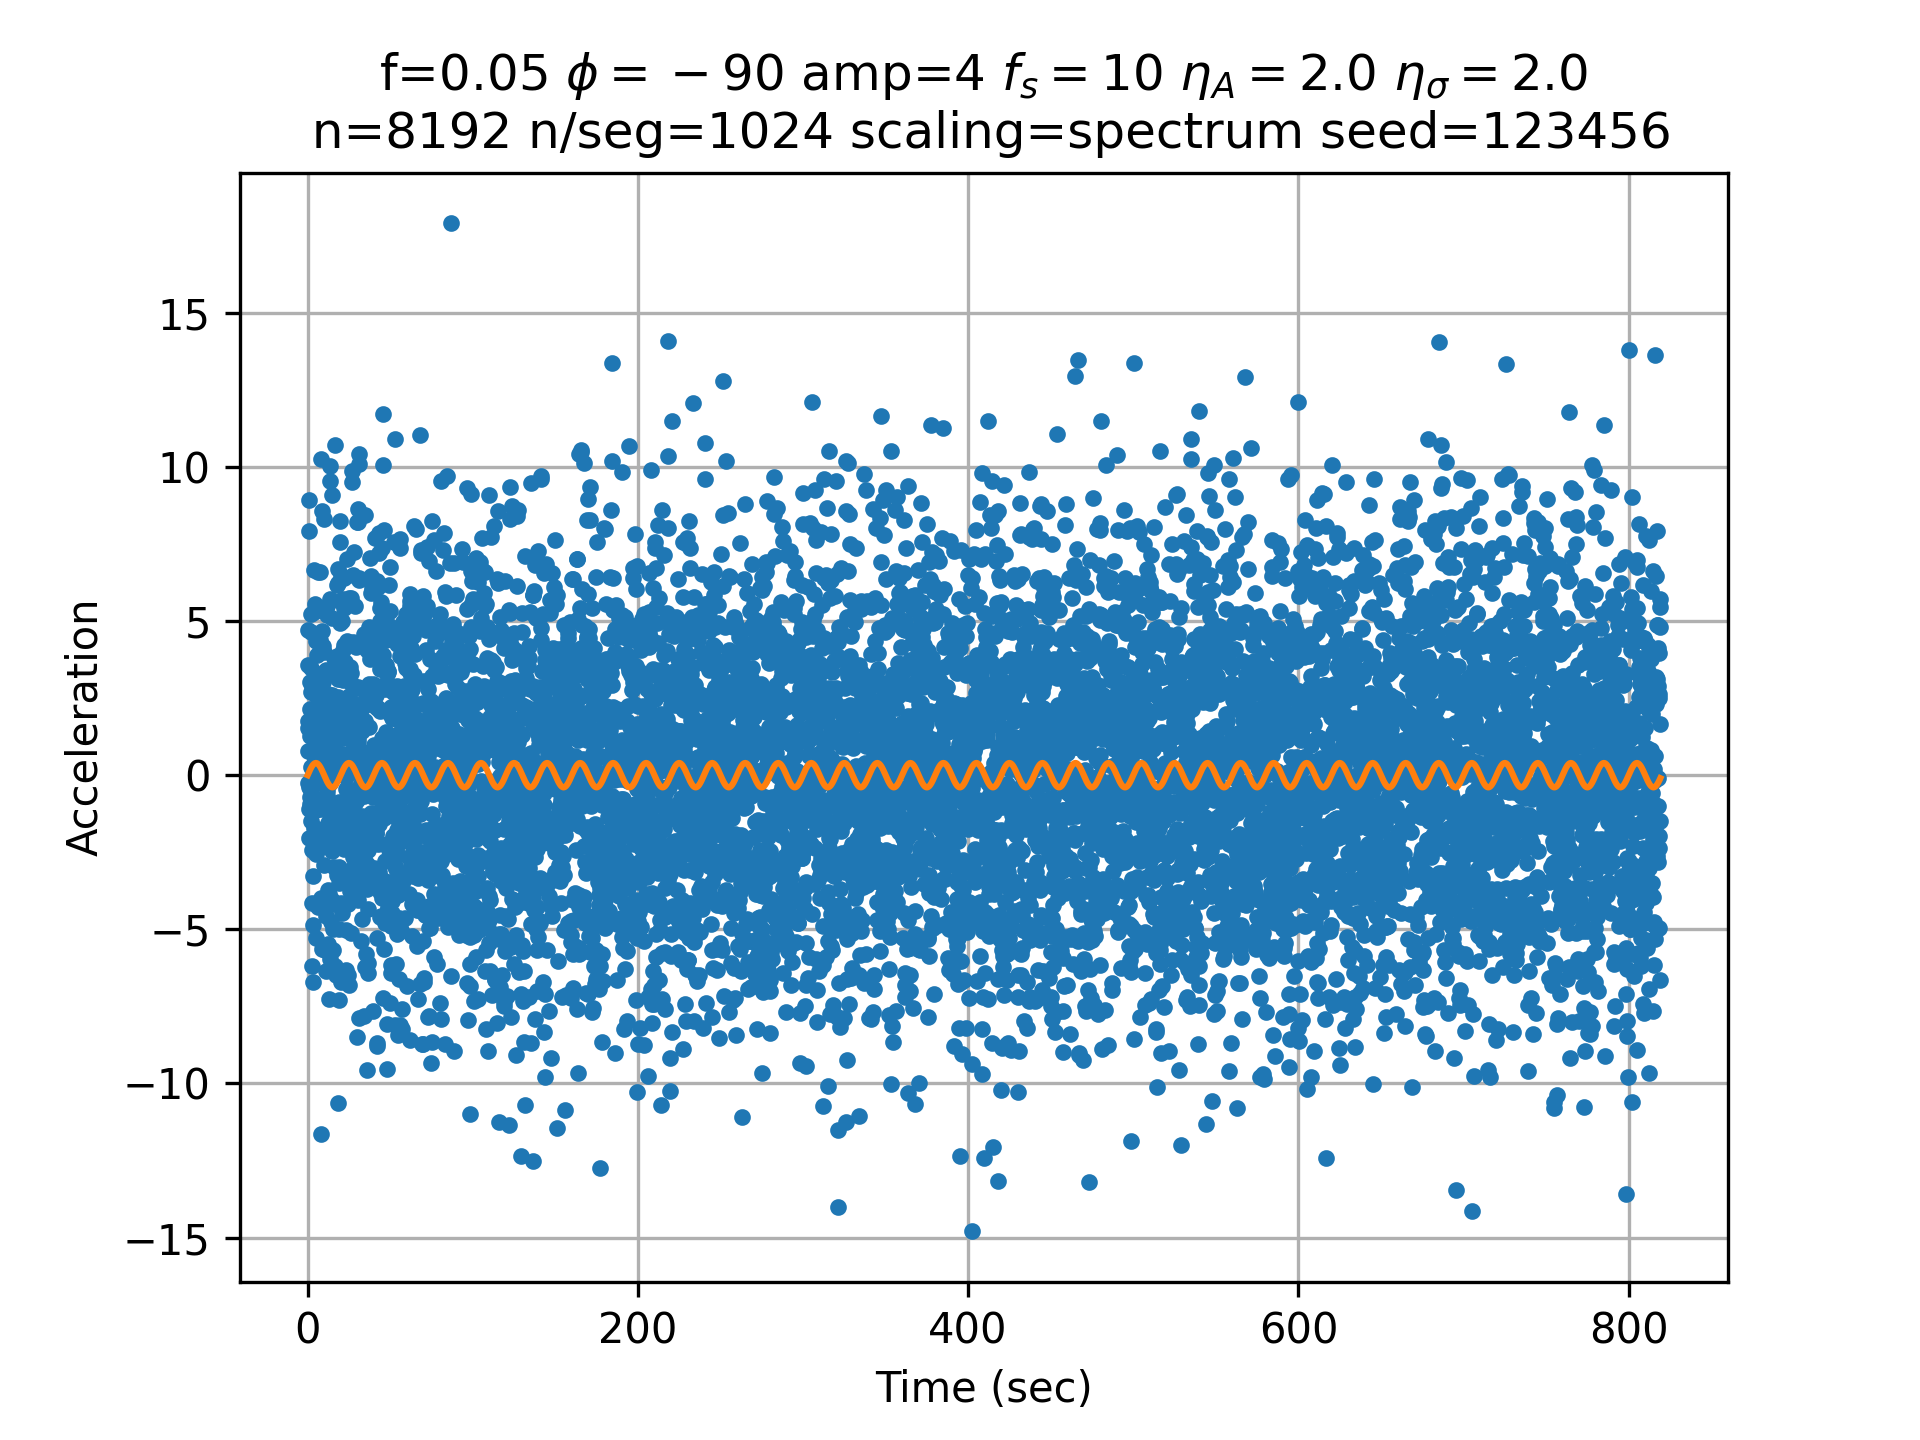 f=0.05 ϕ = −90 amp=4 fₛ = 10 η_A = 2.0 η_σ = 2.0
n=8192 n/seg=1024 scaling=spectrum seed=123456
15
10
5
0
−5
−10
−15
Acceleration
0 200 400 600 800
Time (sec)